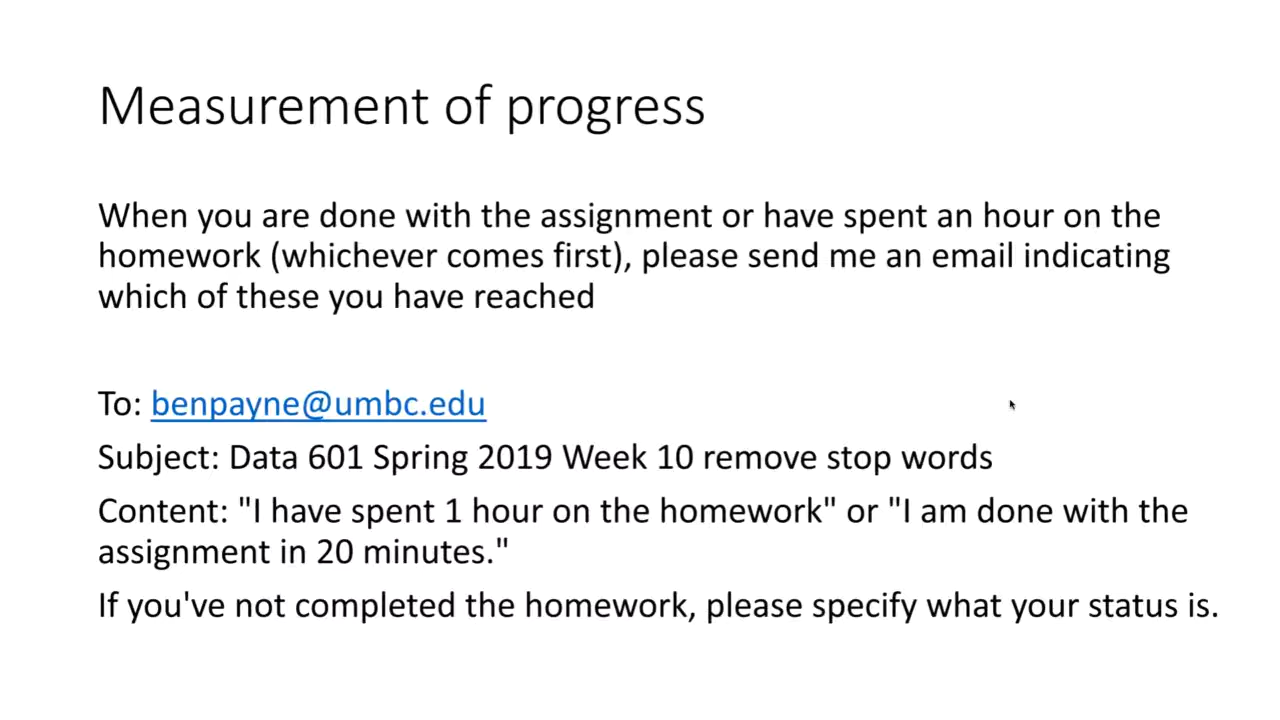 Measurement of progress
When you are done with the assignment or have spent an hour on the
homework (whichever comes first), please send me an email indicating
which of these you have reached
To: benpayne@umbc.edu
Subject: Data 601 Spring 2019 Week 10 remove stop words
Content: "I have spent 1 hour on the homework" or "I am done with the
assignment in 20 minutes."
If you've not completed the homework, please specify what your status is.